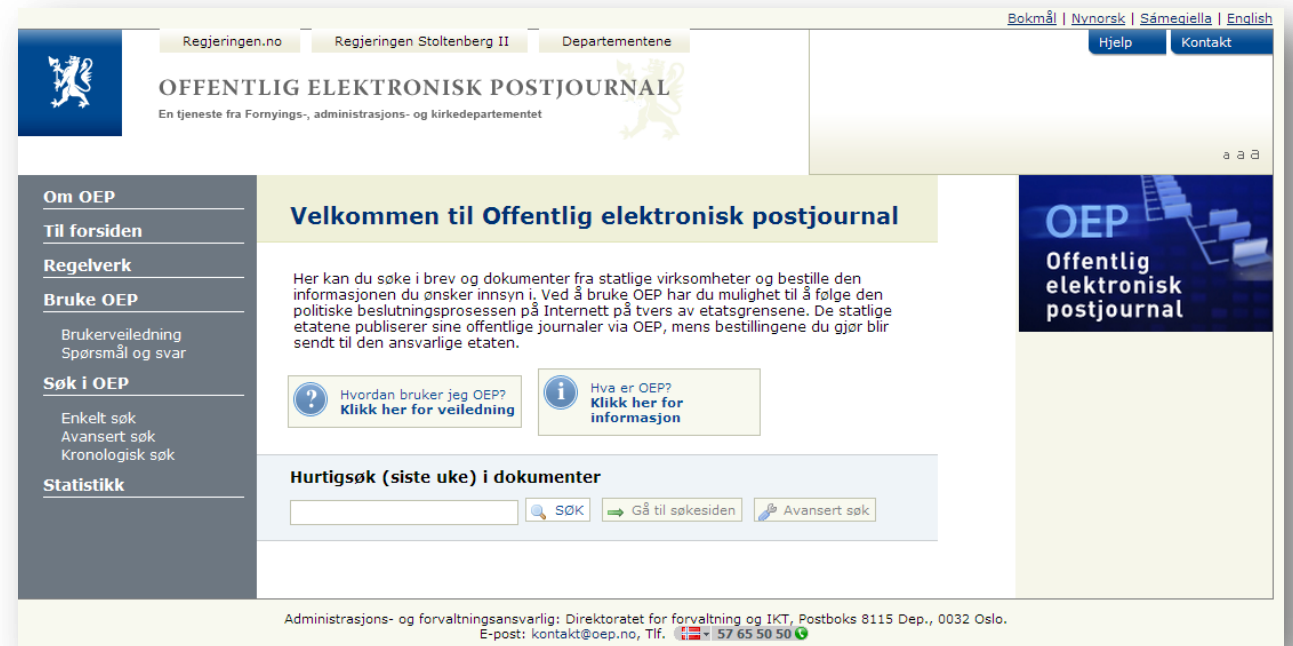 Bokmål | Nynorsk | Sámegiella | English
Regjeringen.no Regjeringen Stoltenberg II Departementene
Hjelp Kontakt
OFFENTLIG ELEKTRONISK POSTJOURNAL
En tjeneste fra Fornyings-, administrasjons- og kirkedepartementet
a a a
Om OEP
Til forsiden
Regelverk
Bruke OEP
Brukerveiledning
Spørsmål og svar
Søk i OEP
Enkelt søk
Avansert søk
Kronologisk søk
Statistikk
Velkommen til Offentlig elektronisk postjournal
Her kan du søke i brev og dokumenter fra statlige virksomheter og bestille den
informasjonen du ønsker innsyn i. Ved å bruke OEP har du mulighet til å følge den
politiske beslutningsprosessen på Internett på tvers av etatsgrensene. De statlige
etatene publiserer sine offentlige journaler via OEP, mens bestillingene du gjør blir
sendt til den ansvarlige etaten.
Hvordan bruker jeg OEP?
Klikk her for veiledning
Hva er OEP?
Klikk her for
informasjon
Hurtigsøk (siste uke) i dokumenter
SØK Gå til søkesiden Avansert søk
OEP
Offentlig
elektronisk
postjournal
Administrasjons- og forvaltningsansvarlig: Direktoratet for forvaltning og IKT, Postboks 8115 Dep., 0032 Oslo.
E-post: kontakt@oep.no, Tlf. 57 65 50 50